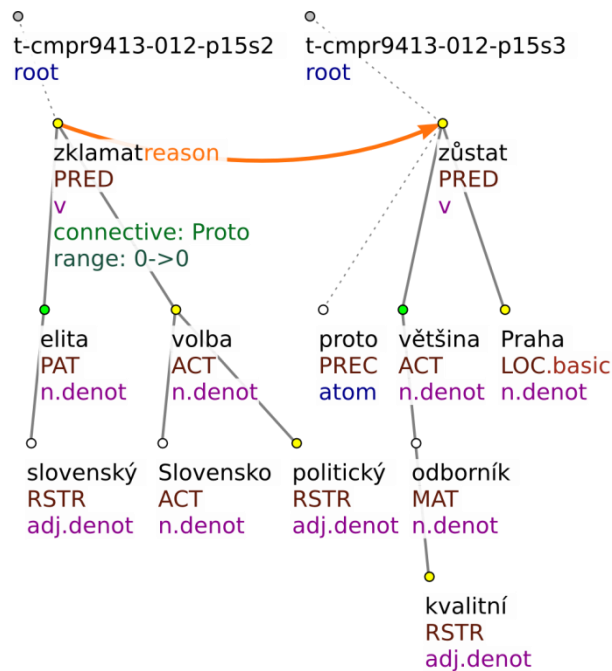 t-cmpr9413-012-p15s2
root
t-cmpr9413-012-p15s3
root
zklamat reason
PRED
v
connective: Proto
range: 0->0
zůstat
PRED
v
elita
PAT
n.denot
volba
ACT
n.denot
proto
PREC
atom
většina
ACT
n.denot
Praha
LOC.basic
n.denot
slovenský
RSTR
adj.denot
Slovensko
ACT
n.denot
politický
RSTR
adj.denot
odborník
MAT
n.denot
kvalitní
RSTR
adj.denot